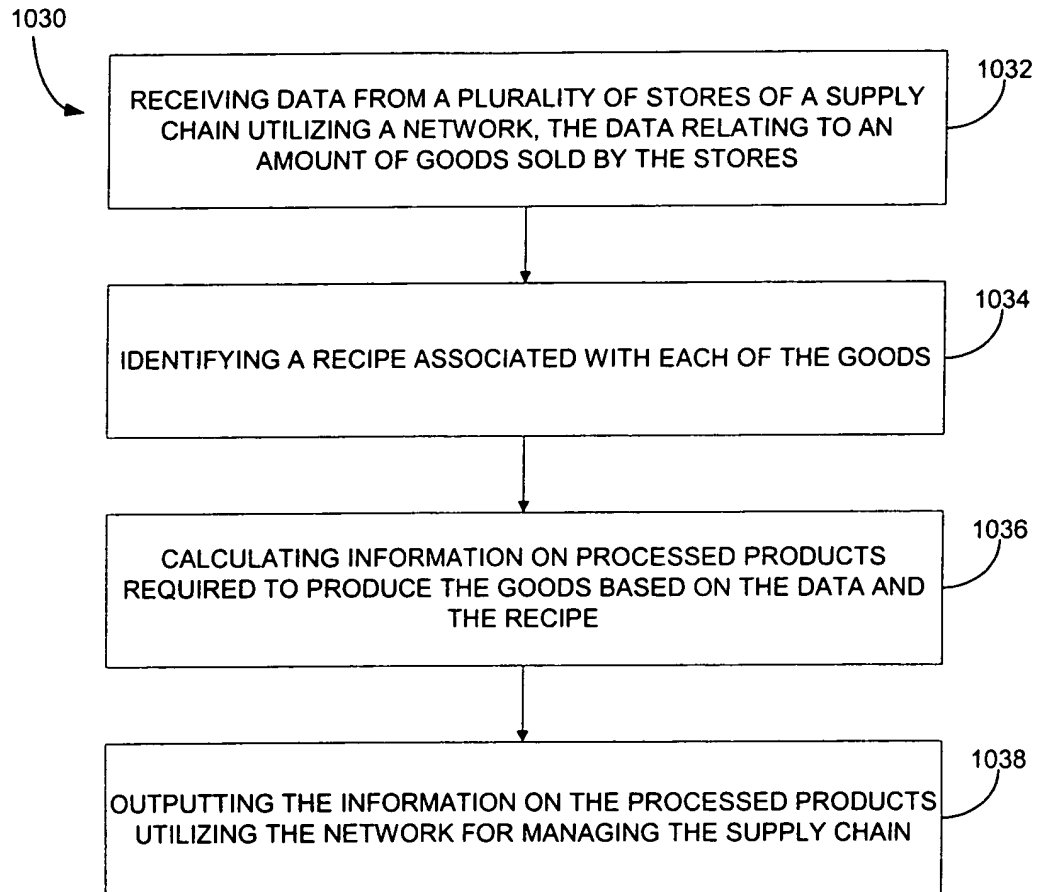 1030
1032
RECEIVING DATA FROM A PLURALITY OF STORES OF A SUPPLY
CHAIN UTILIZING A NETWORK, THE DATA RELATING TO AN
AMOUNT OF GOODS SOLD BY THE STORES
1034
IDENTIFYING A RECIPE ASSOCIATED WITH EACH OF THE GOODS
1036
CALCULATING INFORMATION ON PROCESSED PRODUCTS
REQUIRED TO PRODUCE THE GOODS BASED ON THE DATA AND
THE RECIPE
1038
OUTPUTTING THE INFORMATION ON THE PROCESSED PRODUCTS
UTILIZING THE NETWORK FOR MANAGING THE SUPPLY CHAIN